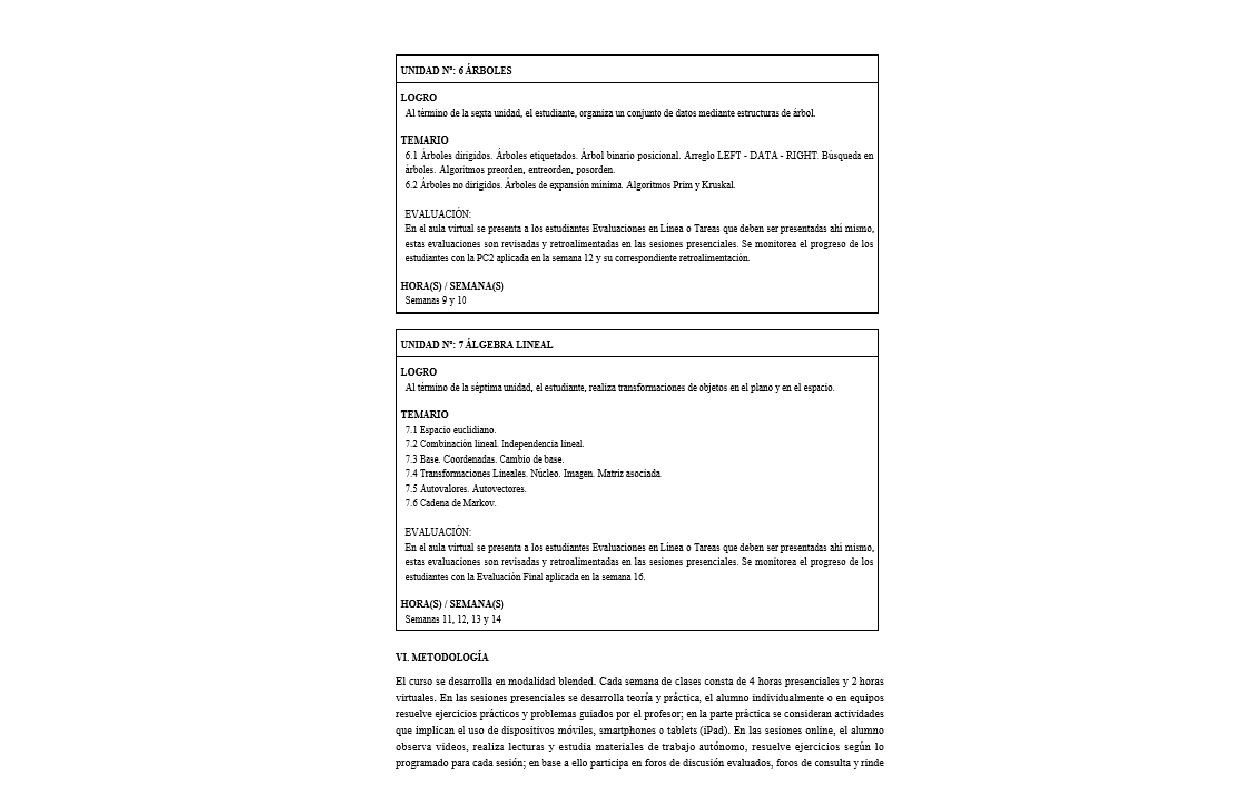 UNIDAD Nº: 6 ÁRBOLES
LOGRO
Al término de la sexta unidad, el estudiante, organiza un conjunto de datos mediante estructuras de árbol.
TEMARIO
6.1 Árboles dirigidos. Árboles etiquetados. Árbol binario posicional. Arreglo LEFT - DATA - RIGHT. Búsqueda en
árboles. Algoritmos preorden, entreorden, posorden.
6.2 Árboles no dirigidos. Árboles de expansión mínima. Algoritmos Prim y Kruskal.
EVALUACIÓN:
En el aula virtual se presenta a los estudiantes Evaluaciones en Línea o Tareas que deben ser presentadas ahí mismo,
estas evaluaciones son revisadas y retroalimentadas en las sesiones presenciales. Se monitorea el progreso de los
estudiantes con la PC2 aplicada en la semana 12 y su correspondiente retroalimentación.
HORA(S) / SEMANA(S)
Semanas 9 y 10
UNIDAD Nº: 7 ÁLGEBRA LINEAL
LOGRO
Al término de la séptima unidad, el estudiante, realiza transformaciones de objetos en el plano y en el espacio.
TEMARIO
7.1 Espacio euclidiano.
7.2 Combinación lineal. Independencia lineal.
7.3 Base. Coordenadas. Cambio de base.
7.4 Transformaciones Lineales. Núcleo. Imagen. Matriz asociada.
7.5 Autovalores. Autovectores.
7.6 Cadena de Markov.
EVALUACIÓN:
En el aula virtual se presenta a los estudiantes Evaluaciones en Línea o Tareas que deben ser presentadas ahí mismo,
estas evaluaciones son revisadas y retroalimentadas en las sesiones presenciales. Se monitorea el progreso de los
estudiantes con la Evaluación Final aplicada en la semana 16.
HORA(S) / SEMANA(S)
Semanas 11, 12, 13 y 14
VI. METODOLOGÍA
El curso se desarrolla en modalidad blended. Cada semana de clases consta de 4 horas presenciales y 2 horas
virtuales. En las sesiones presenciales se desarrolla teoría y práctica, el alumno individualmente o en equipos
resuelve ejercicios prácticos y problemas guiados por el profesor; en la parte práctica se consideran actividades
que implican el uso de dispositivos móviles, smartphones o tablets (iPad). En las sesiones online, el alumno
observa videos, realiza lecturas y estudia materiales de trabajo autónomo, resuelve ejercicios según lo
programado para cada sesión; en base a ello participa en foros de discusión evaluados, foros de consulta y rinde